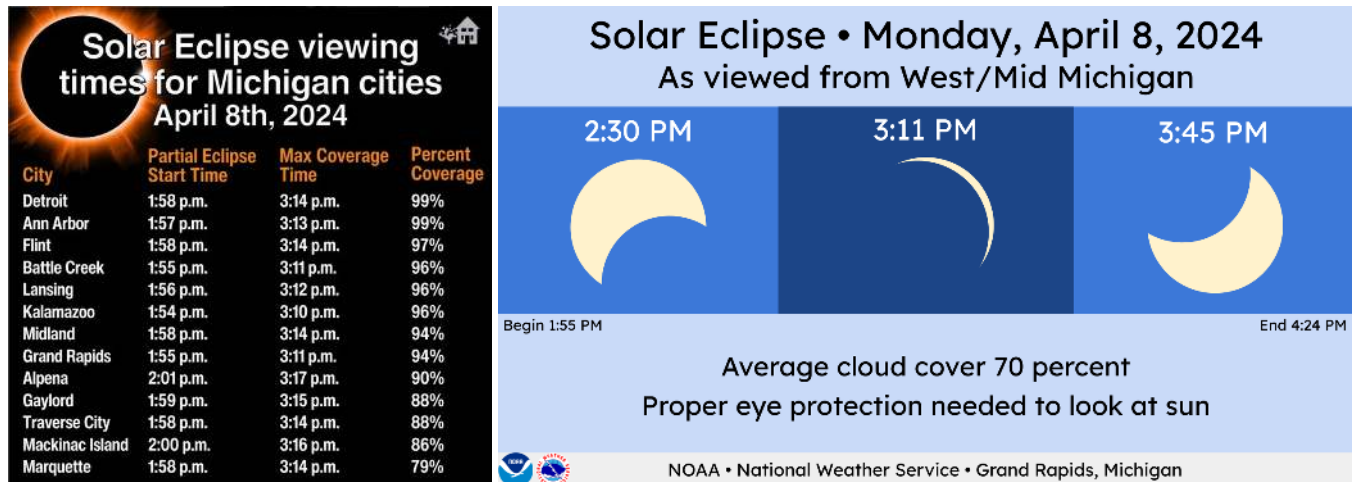 Solar Eclipse viewing
times for Michigan cities
April 8th, 2024
City Partial Eclipse Start Time Max Coverage Time Percent Coverage
Detroit 1:58 p.m. 3:14 p.m. 99%
Ann Arbor 1:57 p.m. 3:13 p.m. 99%
Flint 1:58 p.m. 3:14 p.m. 97%
Battle Creek 1:55 p.m. 3:11 p.m. 96%
Lansing 1:56 p.m. 3:12 p.m. 96%
Kalamazoo 1:54 p.m. 3:10 p.m. 96%
Midland 1:58 p.m. 3:14 p.m. 94%
Grand Rapids 1:55 p.m. 3:11 p.m. 94%
Alpena 2:01 p.m. 3:17 p.m. 90%
Gaylord 1:59 p.m. 3:15 p.m. 88%
Traverse City 1:58 p.m. 3:14 p.m. 88%
Mackinac Island 2:00 p.m. 3:16 p.m. 86%
Marquette 1:58 p.m. 3:14 p.m. 79%
Solar Eclipse • Monday, April 8, 2024
As viewed from West/Mid Michigan
2:30 PM 3:11 PM 3:45 PM
Begin 1:55 PM End 4:24 PM
Average cloud cover 70 percent
Proper eye protection needed to look at sun
NOAA • National Weather Service • Grand Rapids, Michigan